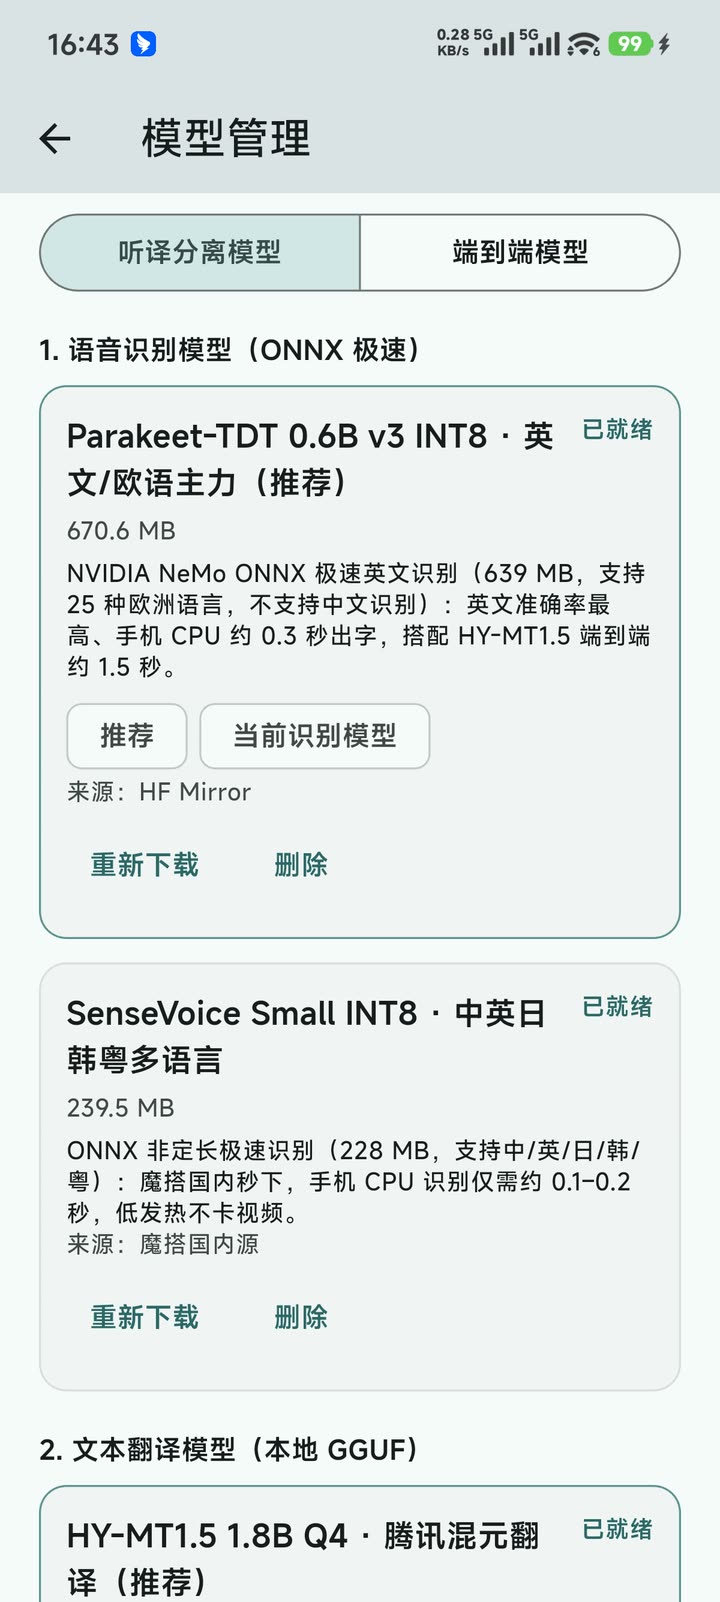 16:43
0.28 KB/s 5G 5G 6 99
模型管理
听译分离模型
端到端模型
1. 语音识别模型（ONNX 极速）
Parakeet-TDT 0.6B v3 INT8 · 英
已就绪
文/欧语主力（推荐）
670.6 MB
NVIDIA NeMo ONNX 极速英文识别（639 MB，支持
25 种欧洲语言，不支持中文识别）：英文准确率最
高、手机 CPU 约 0.3 秒出字，搭配 HY-MT1.5 端到端
约 1.5 秒。
推荐
当前识别模型
来源：HF Mirror
重新下载
删除
SenseVoice Small INT8 · 中英日
已就绪
韩粤多语言
239.5 MB
ONNX 非定长极速识别（228 MB，支持中/英/日/韩/
粤）：魔搭国内秒下，手机 CPU 识别仅需约 0.1–0.2
秒，低发热不卡视频。
来源：魔搭国内源
重新下载
删除
2. 文本翻译模型（本地 GGUF）
HY-MT1.5 1.8B Q4 · 腾讯混元翻
已就绪
译（推荐）